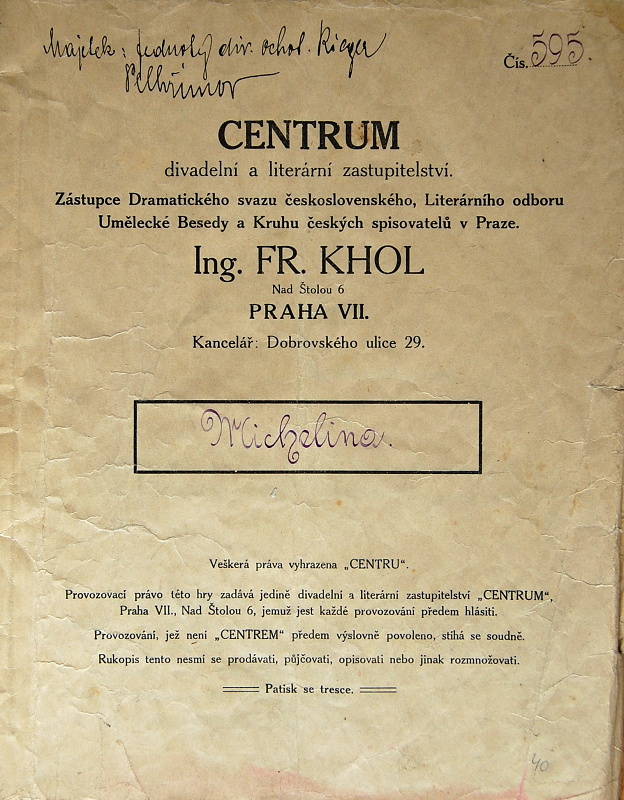 Majetek: Jednoty div. ochot. Rieger
Pelhřimov
Čís. 595.
CENTRUM
divadelní a literární zastupitelství.
Zástupce Dramatického svazu československého, Literárního odboru
Umělecké Besedy a Kruhu českých spisovatelů v Praze.
Ing. FR. KHOL
Nad Štolou 6
PRAHA VII.
Kancelář: Dobrovského ulice 29.
Michelina.
Veškerá práva vyhrazena „CENTRU“.
Provozovací právo této hry zadává jedině divadelní a literární zastupitelství „CENTRUM“,
Praha VII., Nad Štolou 6, jemuž jest každé provozování předem hlásiti.
Provozování, jež není „CENTREM“ předem výslovně povoleno, stíhá se soudně.
Rukopis tento nesmí se prodávati, půjčovati, opisovati nebo jinak rozmnožovati.
Patisk se tresce.
40